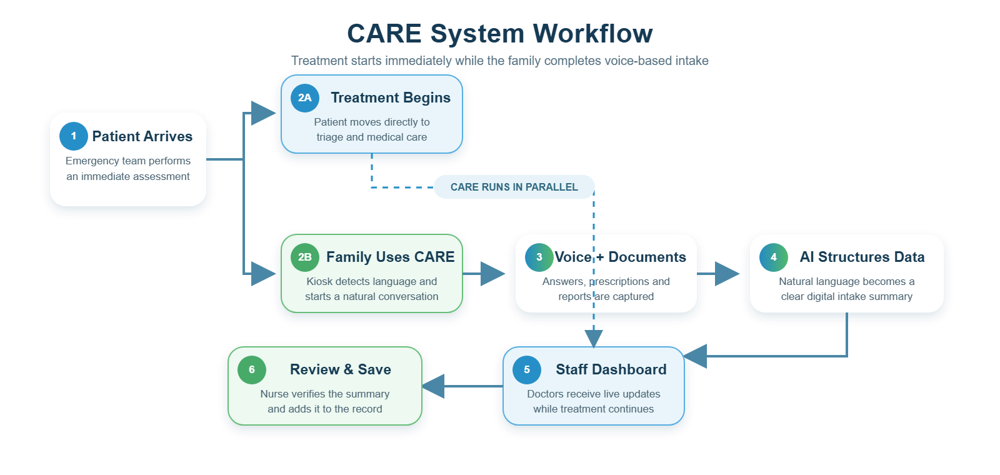 CARE System Workflow
Treatment starts immediately while the family completes voice-based intake
1 Patient Arrives
Emergency team performs
an immediate assessment
2A Treatment Begins
Patient moves directly to
triage and medical care
CARE RUNS IN PARALLEL
2B Family Uses CARE
Kiosk detects language and
starts a natural conversation
3 Voice + Documents
Answers, prescriptions and
reports are captured
4 AI Structures Data
Natural language becomes a
clear digital intake summary
5 Staff Dashboard
Doctors receive live updates
while treatment continues
6 Review & Save
Nurse verifies the summary
and adds it to the record